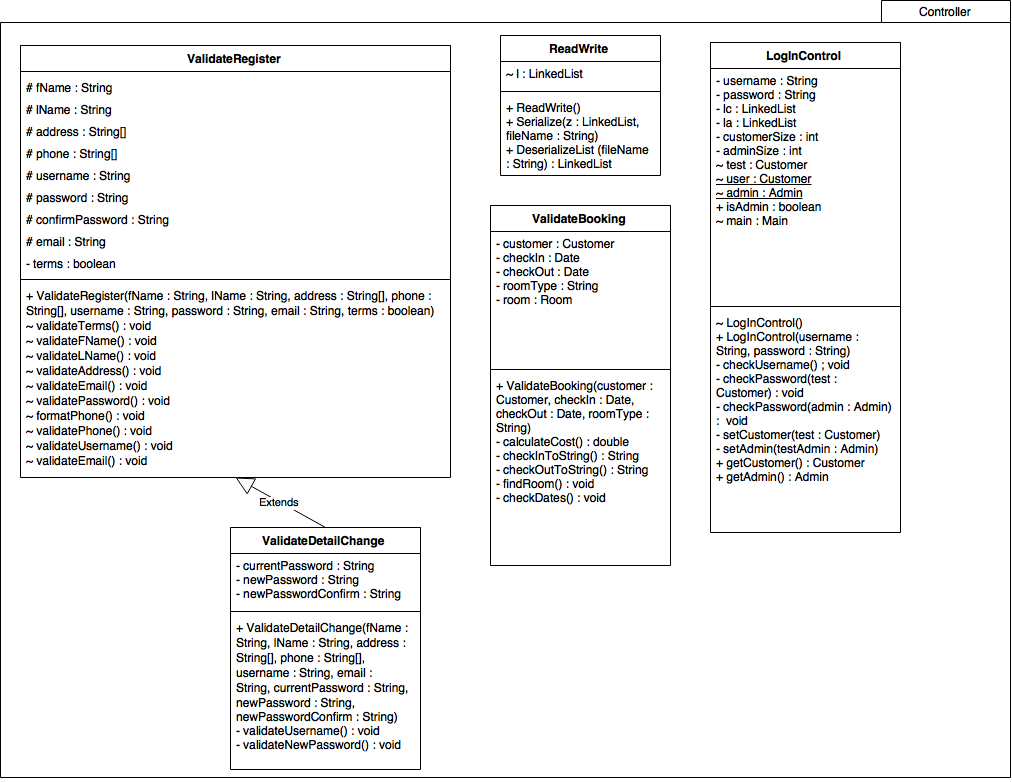 Controller
ValidateRegister
# fName : String
# lName : String
# address : String[]
# phone : String[]
# username : String
# password : String
# confirmPassword : String
# email : String
- terms : boolean
+ ValidateRegister(fName : String, lName : String, address : String[], phone :
String[], username : String, password : String, email : String, terms : boolean)
~ validateTerms() : void
~ validateFName() : void
~ validateLName() : void
~ validateAddress() : void
~ validateEmail() : void
~ validatePassword() : void
~ formatPhone() : void
~ validatePhone() : void
~ validateUsername() : void
~ validateEmail() : void
Extends
ValidateDetailChange
- currentPassword : String
- newPassword : String
- newPasswordConfirm : String
+ ValidateDetailChange(fName :
String, lName : String, address :
String[], phone : String[],
username : String, email :
String, currentPassword : String,
newPassword : String,
newPasswordConfirm : String)
- validateUsername() : void
- validateNewPassword() : void
ReadWrite
~ l : LinkedList
+ ReadWrite()
+ Serialize(z : LinkedList,
fileName : String)
+ DeserializeList (fileName
: String) : LinkedList
ValidateBooking
- customer : Customer
- checkIn : Date
- checkOut : Date
- roomType : String
- room : Room
+ ValidateBooking(customer :
Customer, checkIn : Date,
checkOut : Date, roomType :
String)
- calculateCost() : double
- checkInToString() : String
- checkOutToString() : String
- findRoom() : void
- checkDates() : void
LogInControl
- username : String
- password : String
- lc : LinkedList
- la : LinkedList
- customerSize : int
- adminSize : int
~ test : Customer
~ user : Customer
~ admin : Admin
+ isAdmin : boolean
~ main : Main
~ LogInControl()
+ LogInControl(username :
String, password : String)
- checkUsername() ; void
- checkPassword(test :
Customer) : void
- checkPassword(admin : Admin)
: void
- setCustomer(test : Customer)
- setAdmin(testAdmin : Admin)
+ getCustomer() : Customer
+ getAdmin() : Admin